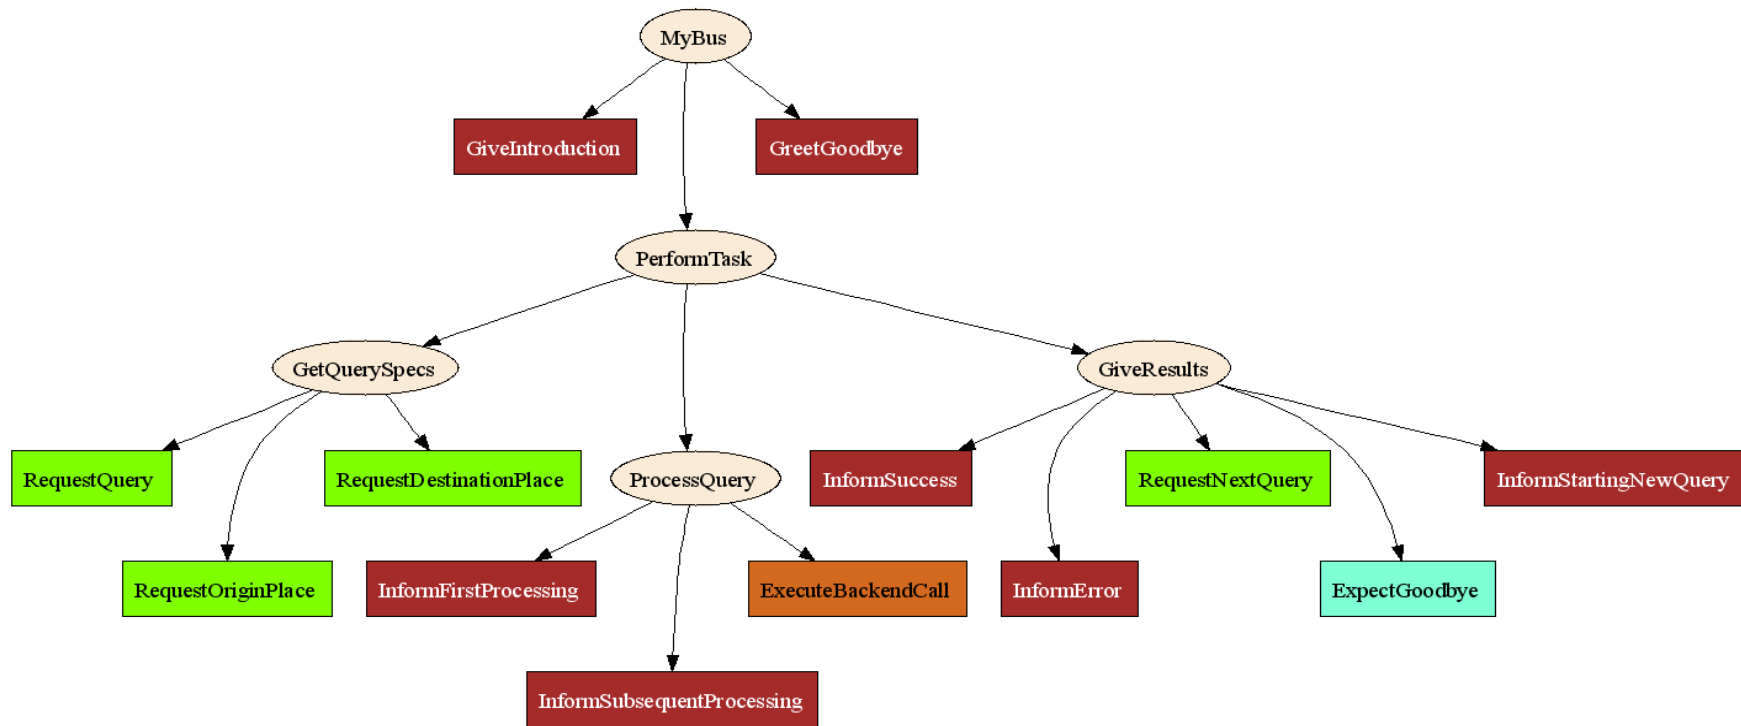 MyBus
GiveIntroduction
GreetGoodbye
PerformTask
GetQuerySpecs
GiveResults
RequestQuery
RequestDestinationPlace
ProcessQuery
InformSuccess
RequestNextQuery
InformStartingNewQuery
RequestOriginPlace
InformFirstProcessing
ExecuteBackendCall
InformError
ExpectGoodbye
InformSubsequentProcessing